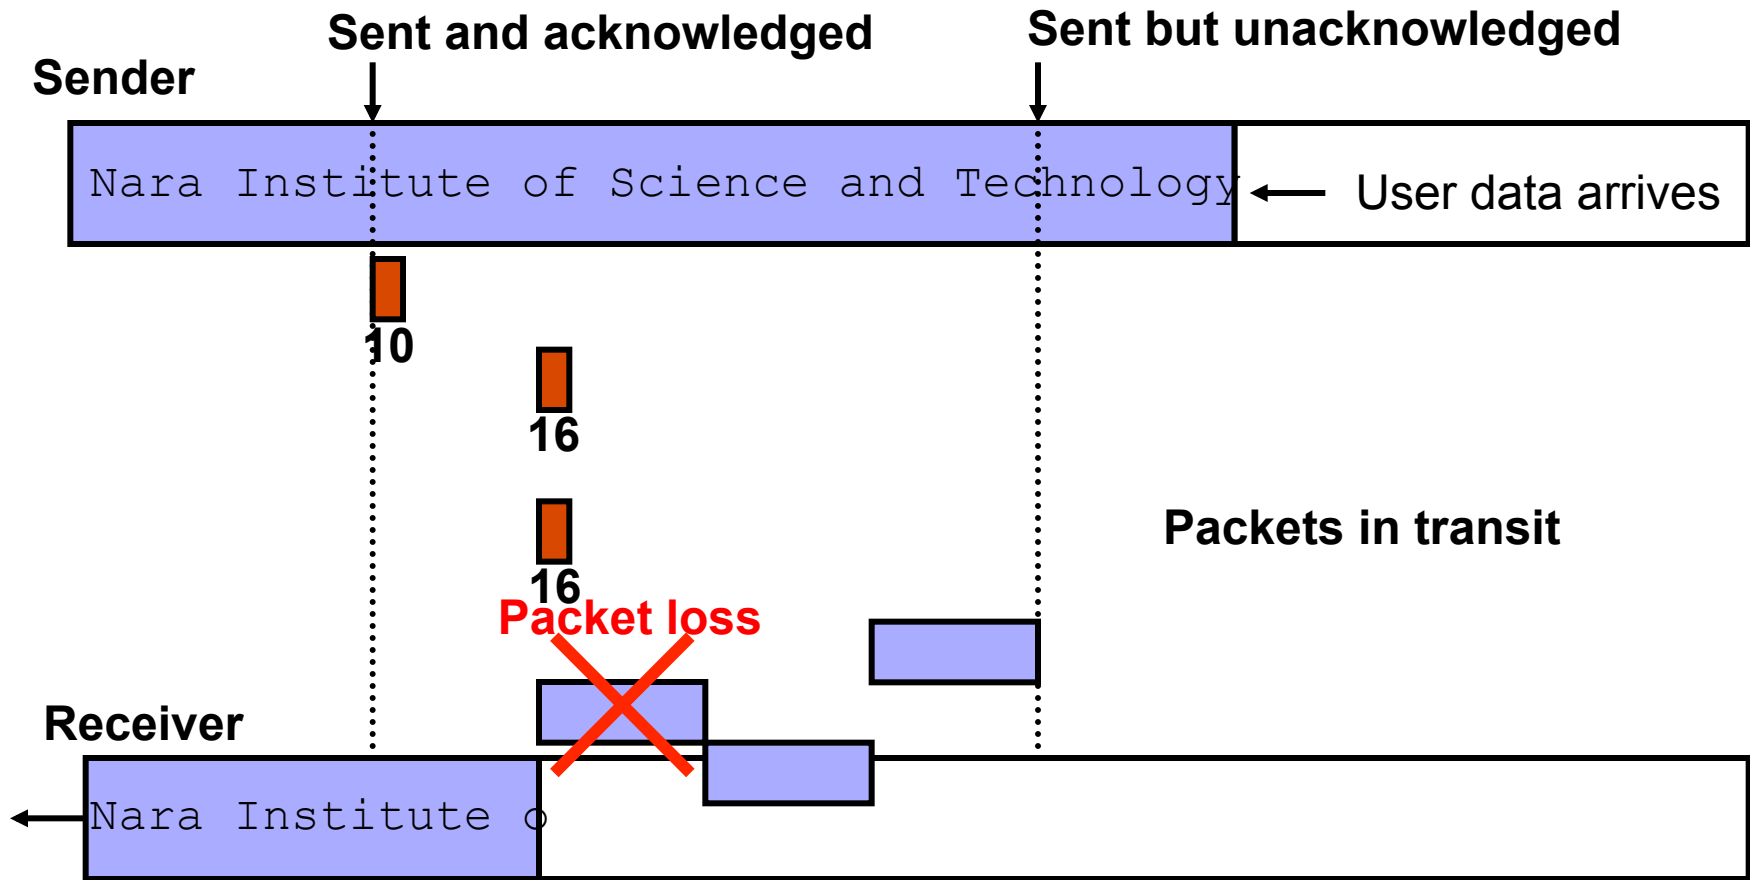 Sent and acknowledged
Sent but unacknowledged
Sender
Nara Institute of Science and Technology
User data arrives
10
16
Packets in transit
16
Packet loss
Receiver
Nara Institute o